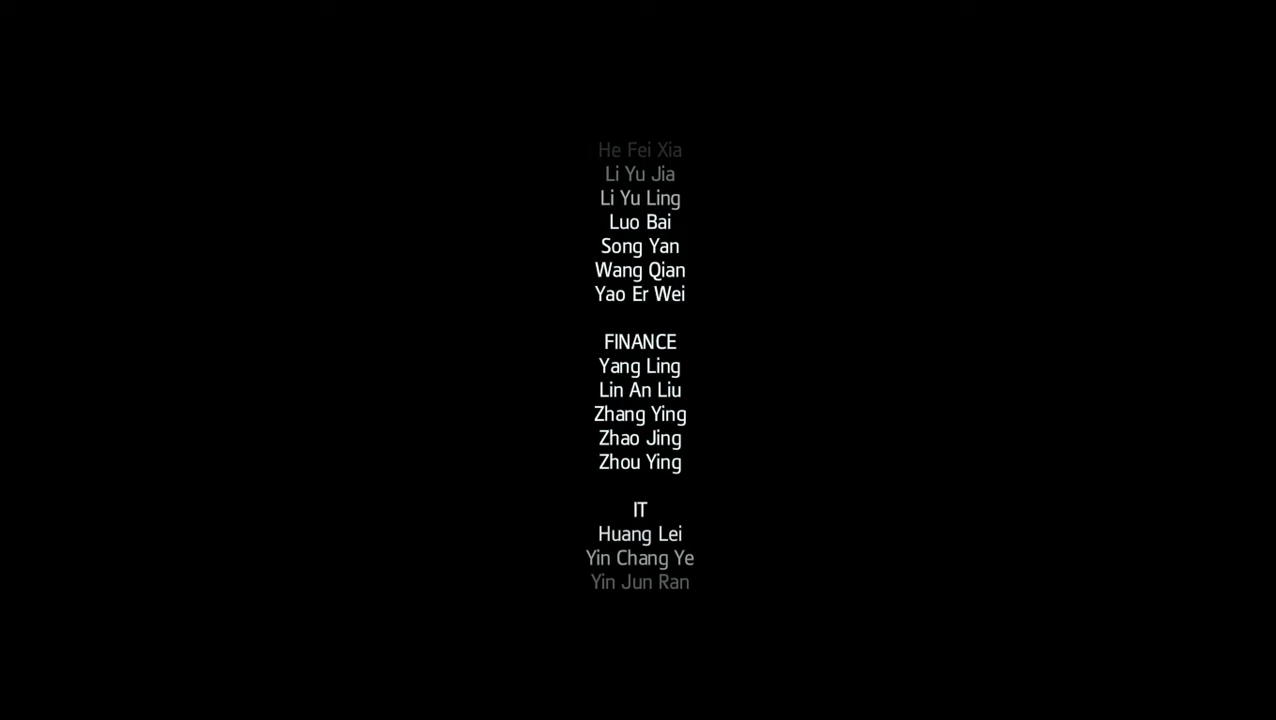 He Fei Xia
Li Yu Jia
Li Yu Ling
Luo Bai
Song Yan
Wang Qian
Yao Er Wei
FINANCE
Yang Ling
Lin An Liu
Zhang Ying
Zhao Jing
Zhou Ying
IT
Huang Lei
Yin Chang Ye
Yin Jun Ran